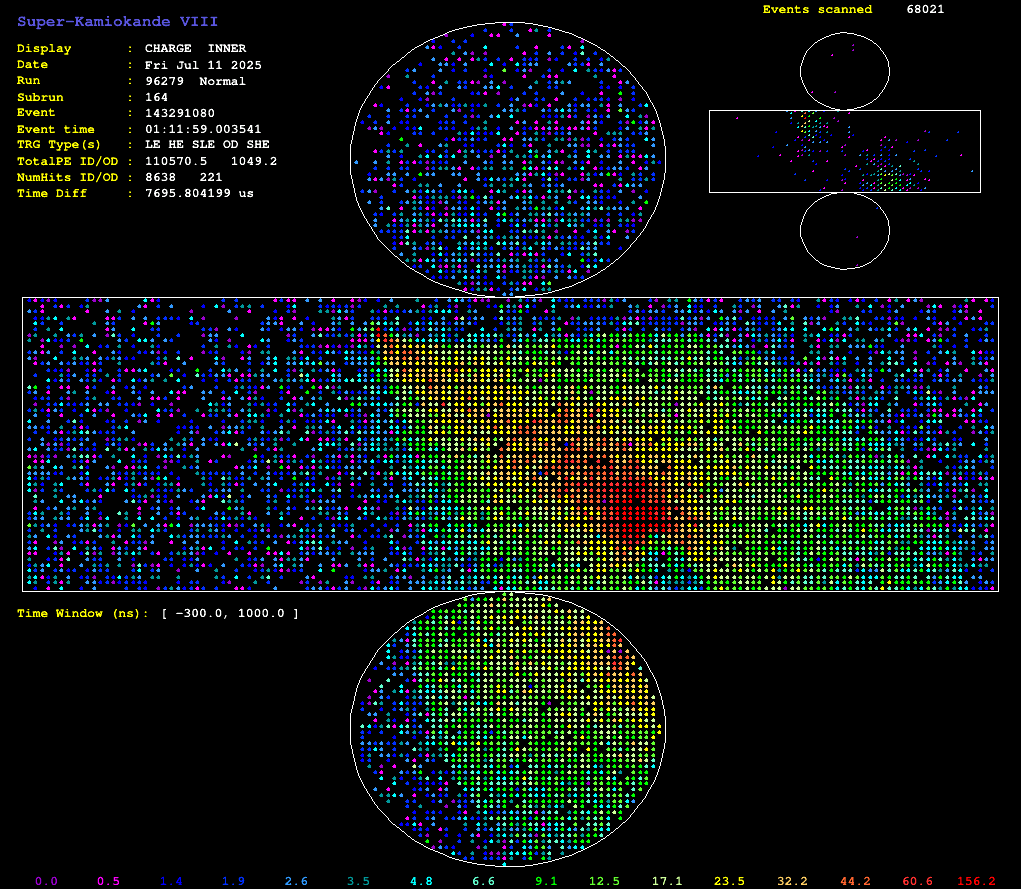 Super-Kamiokande VIII
Events scanned 68021
Display : CHARGE INNER
Date : Fri Jul 11 2025
Run : 96279 Normal
Subrun : 164
Event : 143291080
Event time : 01:11:59.003541
TRG Type(s) : LE HE SLE OD SHE
TotalPE ID/OD : 110570.5 1049.2
NumHits ID/OD : 8638 221
Time Diff : 7695.804199 us
Time Window (ns): [ -300.0, 1000.0 ]
0.0 0.5 1.4 1.9 2.6 3.5 4.8 6.6 9.1 12.5 17.1 23.5 32.2 44.2 60.6 156.2